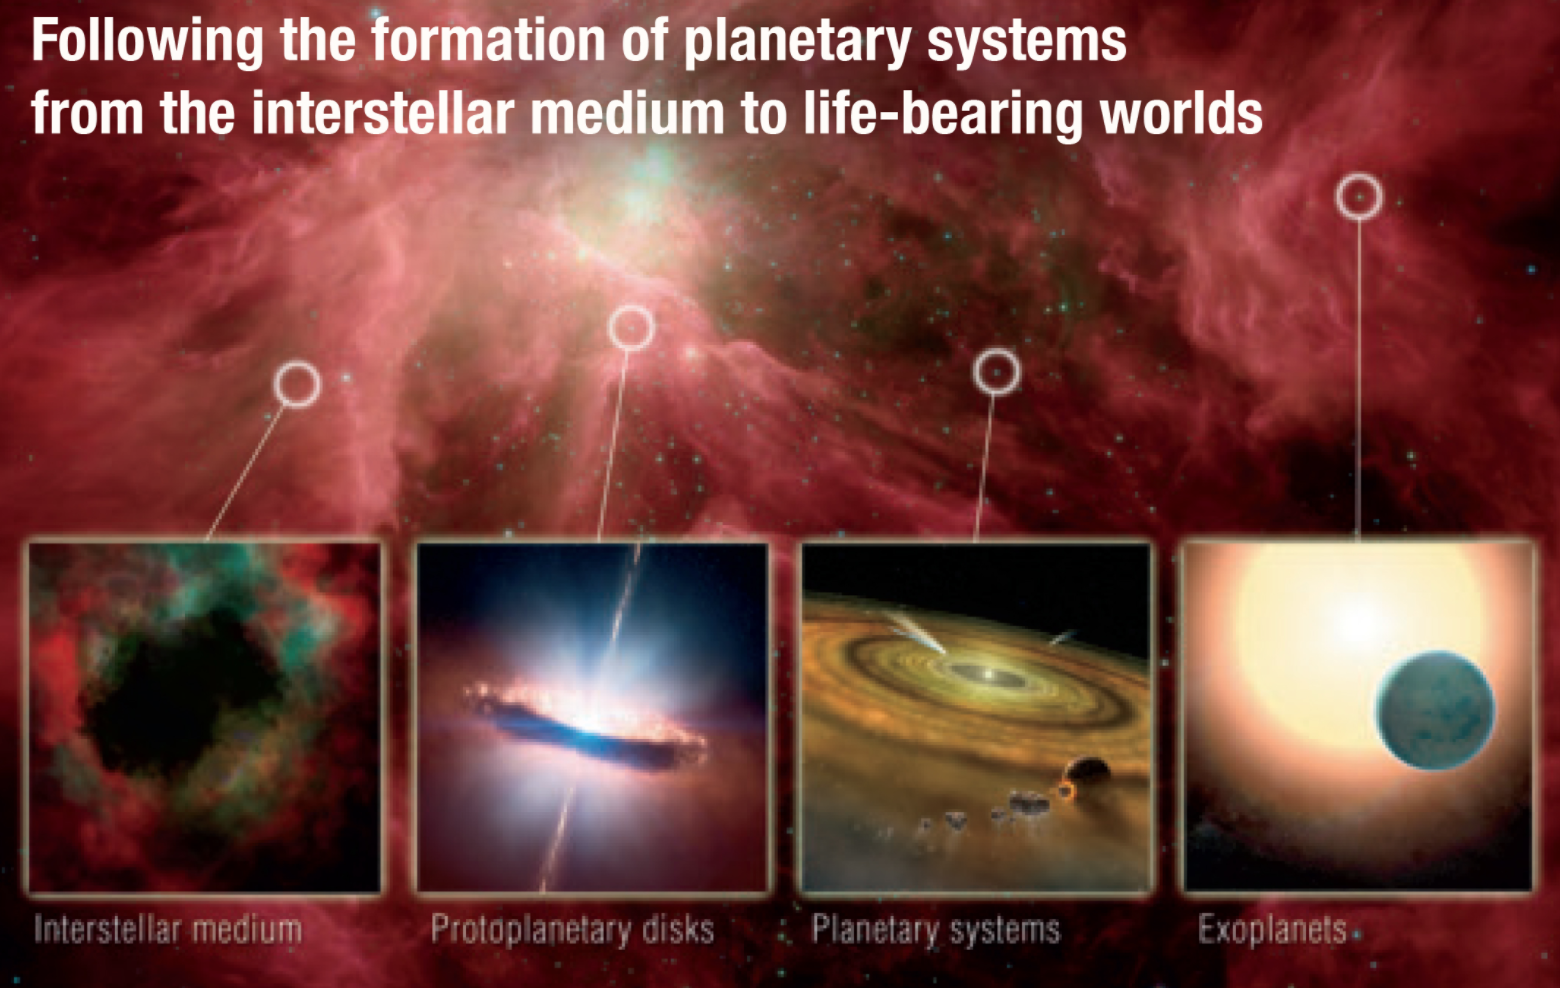 Following the formation of planetary systems
from the interstellar medium to life-bearing worlds
Interstellar medium
Protoplanetary disks
Planetary systems
Exoplanets